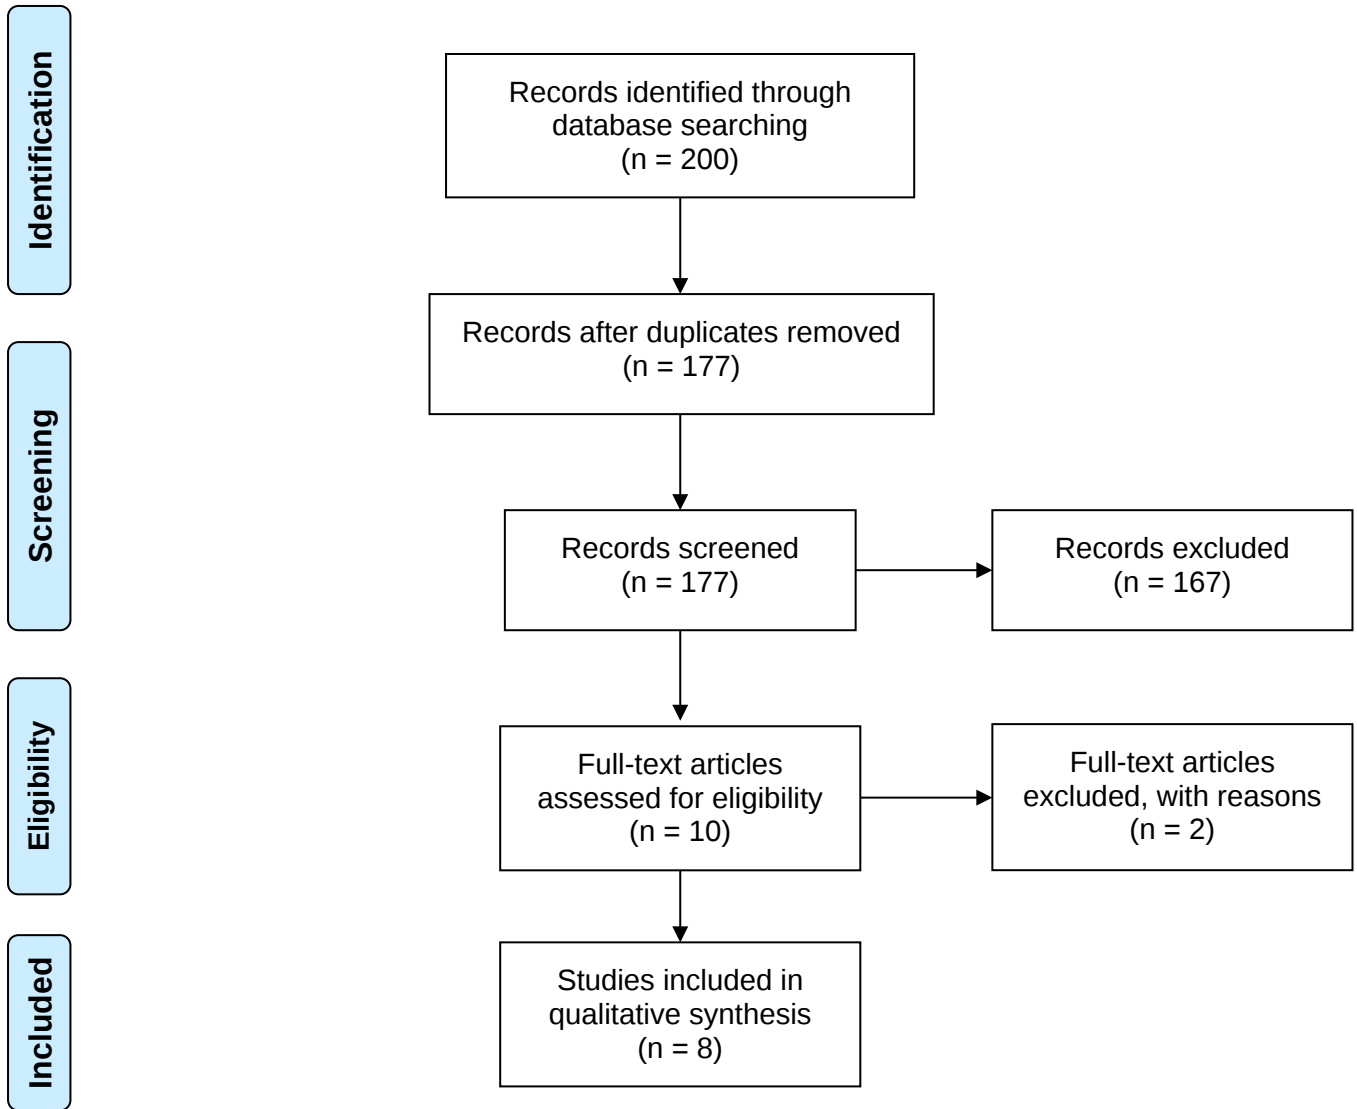 Identification
Records identified through
database searching
(n = 200)
Records after duplicates removed
(n = 177)
Screening
Records screened
(n = 177)
Records excluded
(n = 167)
Eligibility
Full-text articles
assessed for eligibility
(n = 10)
Full-text articles
excluded, with reasons
(n = 2)
Included
Studies included in
qualitative synthesis
(n = 8)